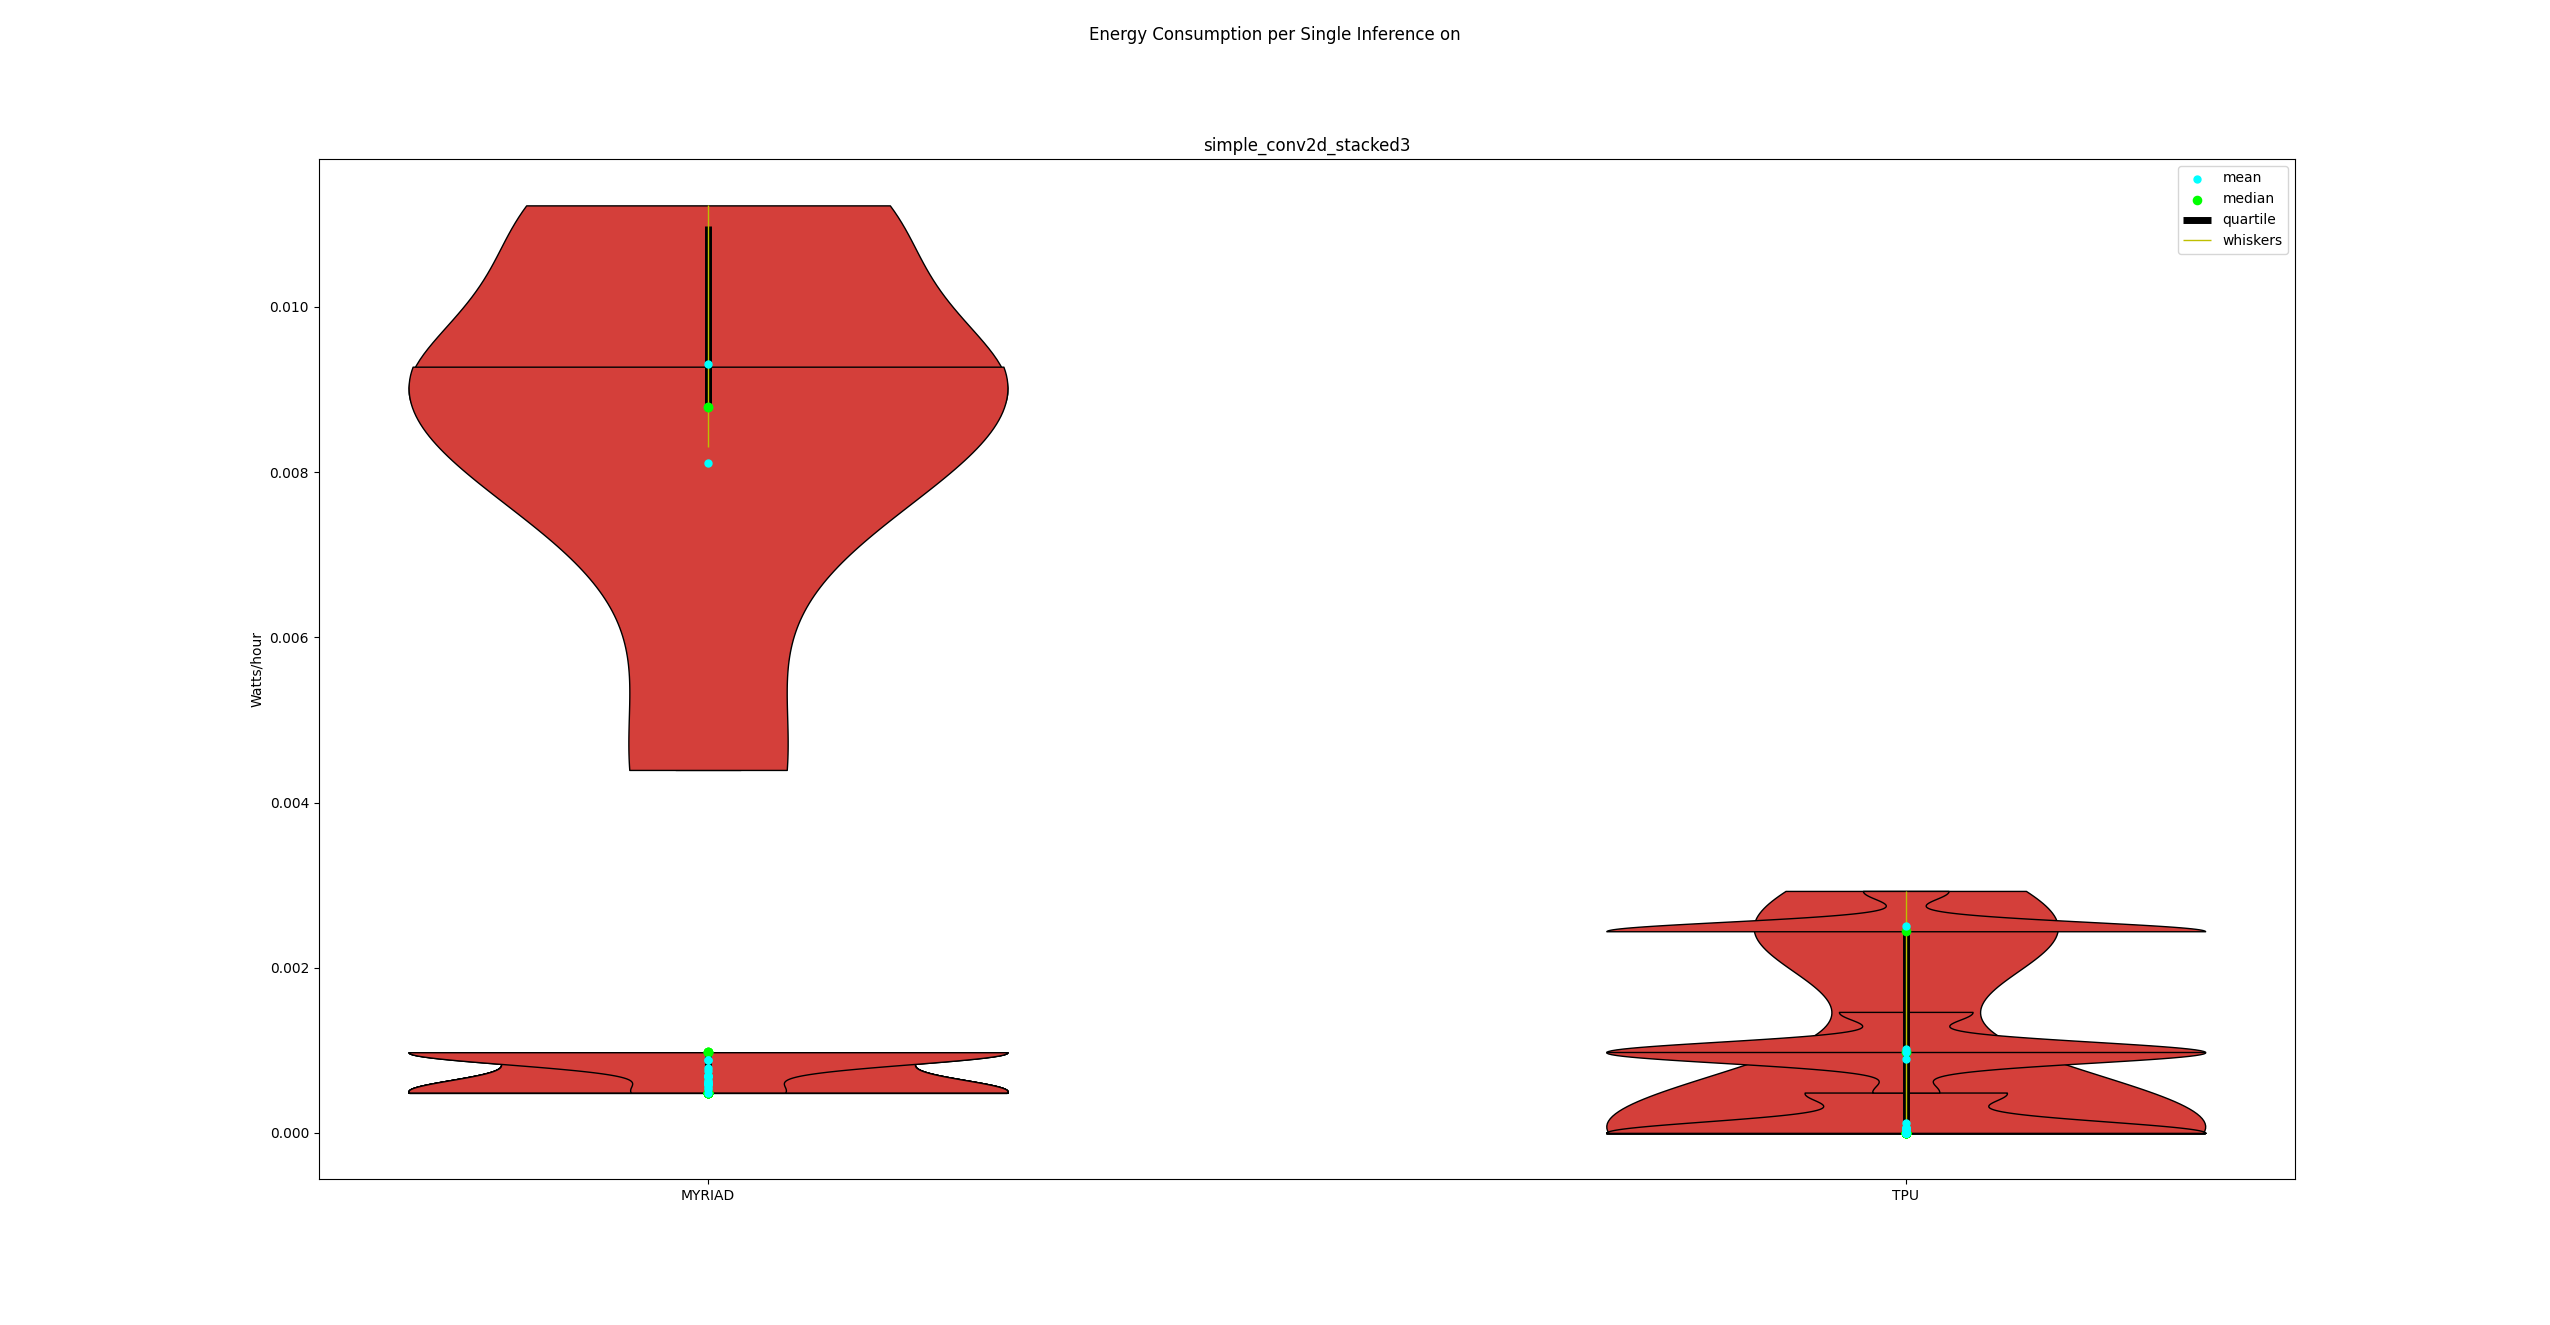 Energy Consumption per Single Inference on
simple_conv2d_stacked3
mean
median
quartile
whiskers
0.010
0.008
0.006
0.004
0.002
0.000
Watts/hour
MYRIAD
TPU